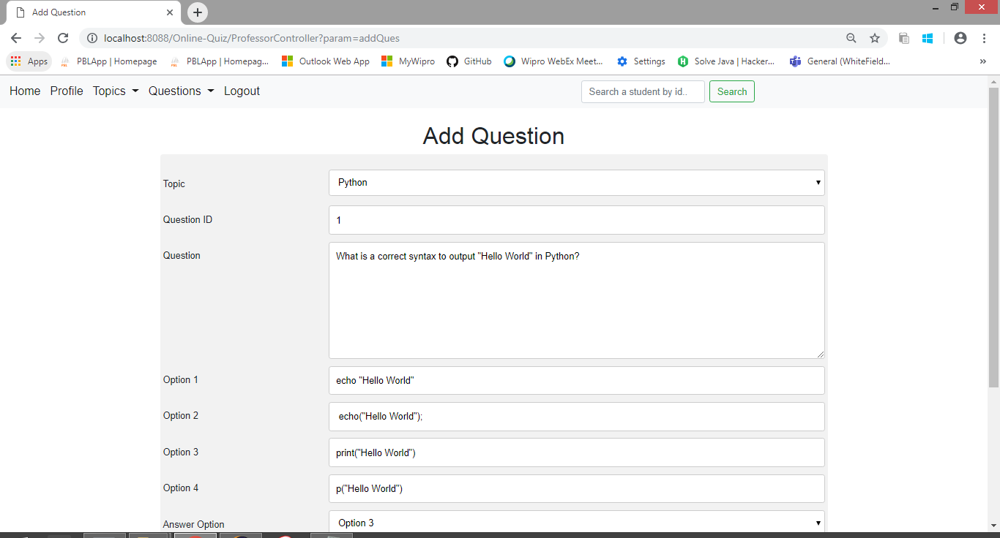 Add Question
localhost:8088/Online-Quiz/ProfessorController?param=addQues
Apps PBLApp | Homepage PBLApp | Homepag... Outlook Web App MyWipro GitHub Wipro WebEx Meet... Settings Solve Java | Hacker... General (WhiteField... »
Home Profile Topics Questions Logout Search a student by id.. Search
Add Question
Topic Python
Question ID 1
Question What is a correct syntax to output "Hello World" in Python?
Option 1 echo "Hello World"
Option 2 echo("Hello World");
Option 3 print("Hello World")
Option 4 p("Hello World")
Answer Option Option 3